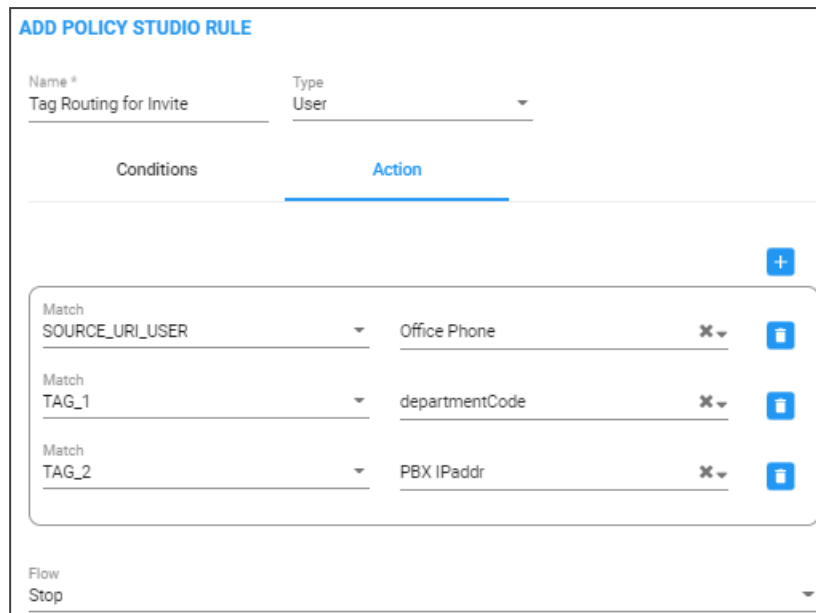 ADD POLICY STUDIO RULE
Name * Type
Tag Routing for Invite User
Conditions Action
Match
SOURCE_URI_USER Office Phone
Match
TAG_1 departmentCode
Match
TAG_2 PBX IPaddr
Flow
Stop